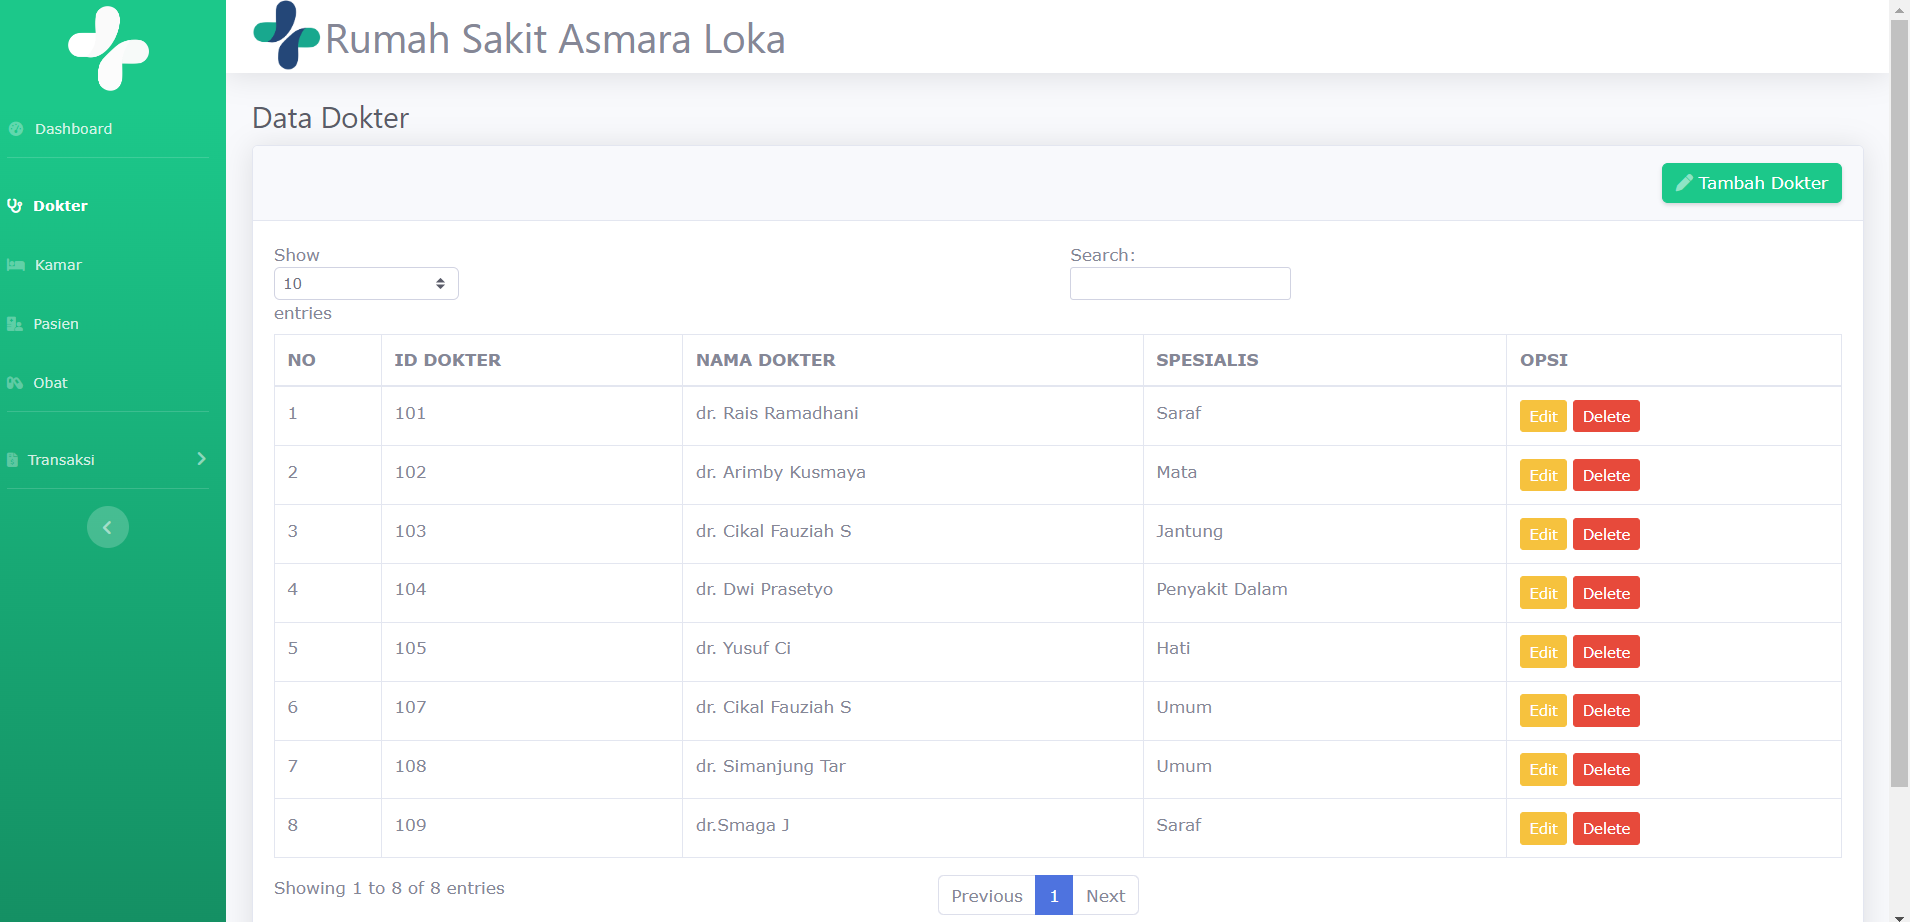 Rumah Sakit Asmara Loka
Dashboard
Dokter
Kamar
Pasien
Obat
Transaksi
Data Dokter
Tambah Dokter
Show
10
entries
Search:
NO ID DOKTER NAMA DOKTER SPESIALIS OPSI
1 101 dr. Rais Ramadhani Saraf Edit Delete
2 102 dr. Arimby Kusmaya Mata Edit Delete
3 103 dr. Cikal Fauziah S Jantung Edit Delete
4 104 dr. Dwi Prasetyo Penyakit Dalam Edit Delete
5 105 dr. Yusuf Ci Hati Edit Delete
6 107 dr. Cikal Fauziah S Umum Edit Delete
7 108 dr. Simanjung Tar Umum Edit Delete
8 109 dr.Smaga J Saraf Edit Delete
Showing 1 to 8 of 8 entries
Previous 1 Next